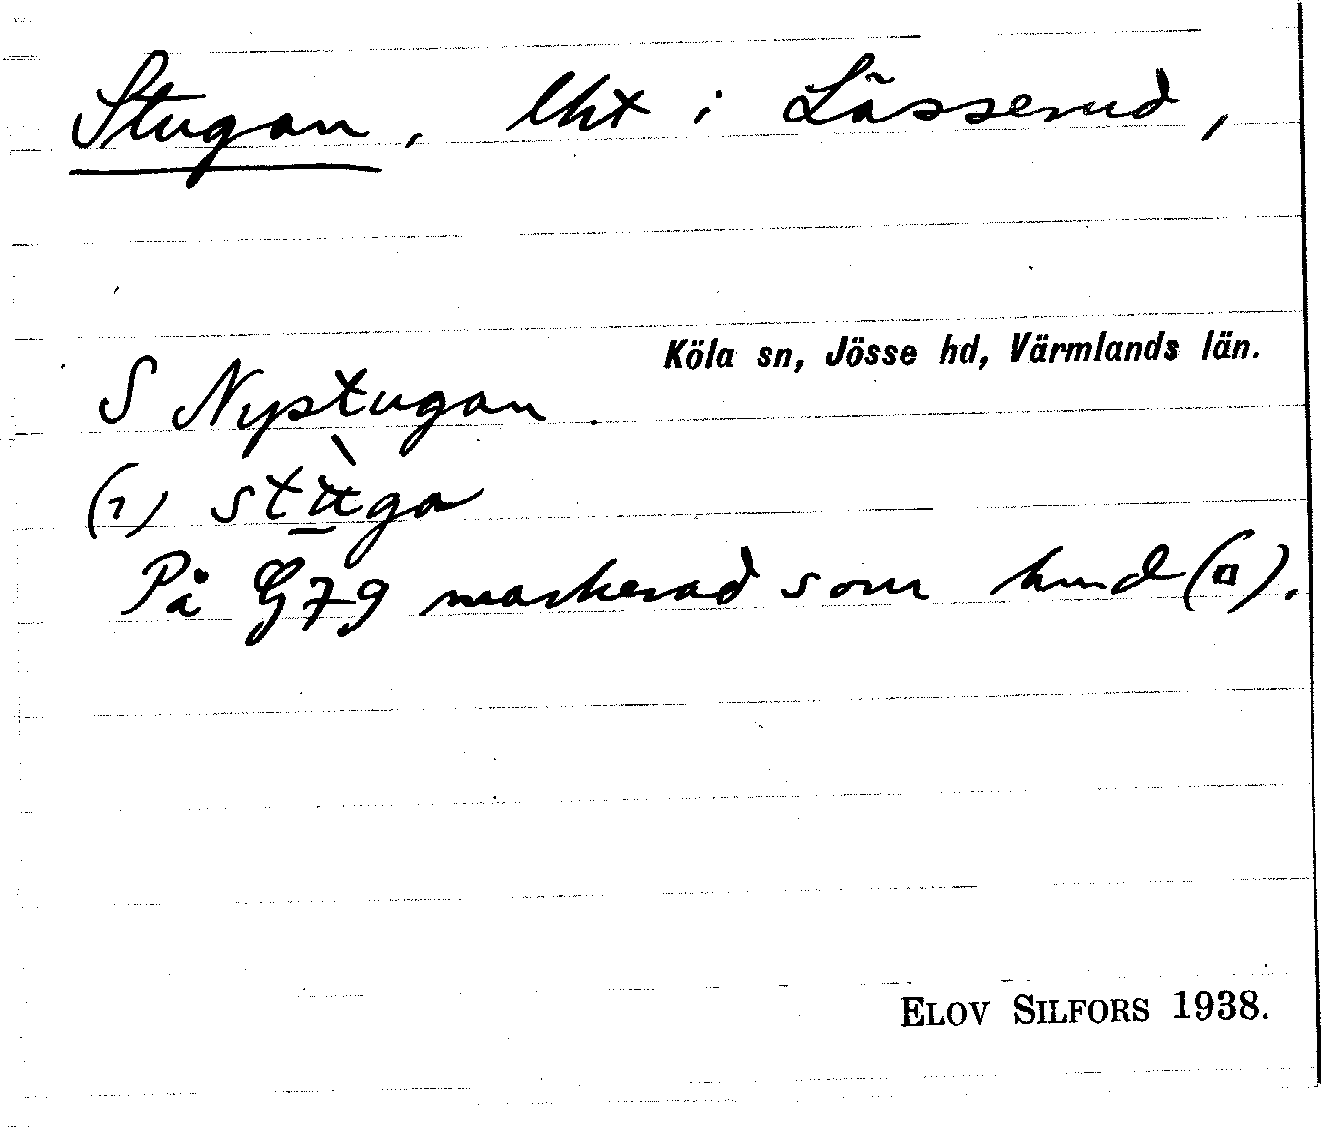 Stugan, lht i Lässerud,
Köla sn, Jösse hd, Värmlands län.
S Nystugan.
(1) stùga
På G79 markerad som hmd (¤).
ELOV SILFORS 1938.